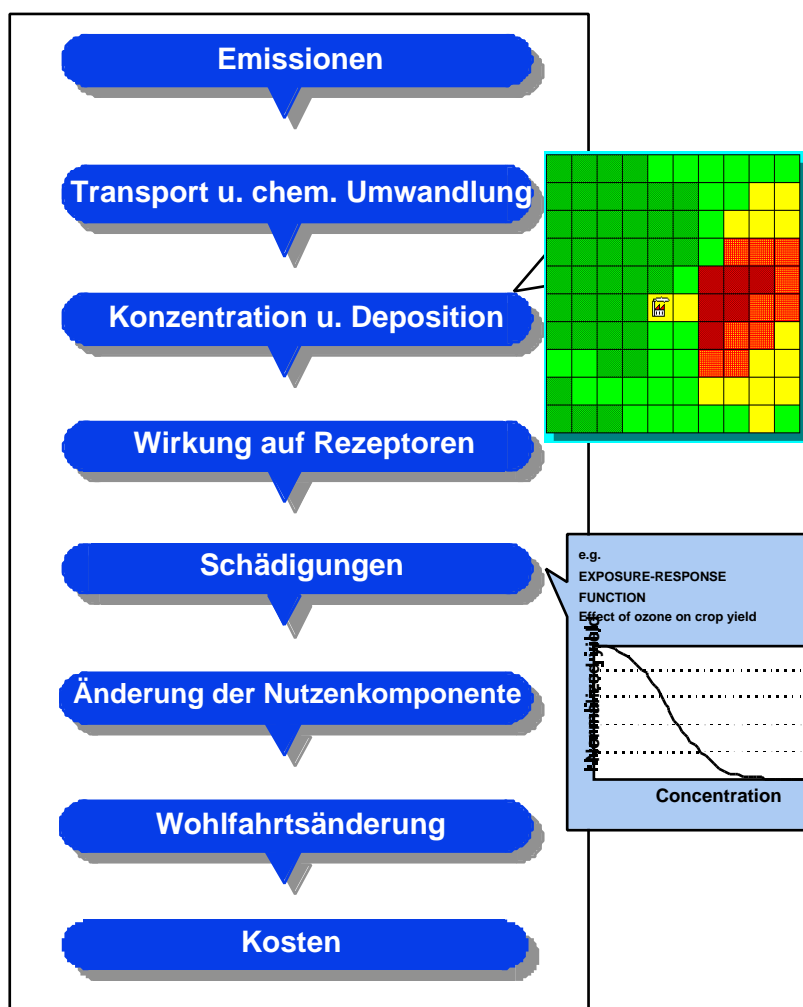 Emissionen
Transport u. chem. Umwandlung
Konzentration u. Deposition
Wirkung auf Rezeptoren
Schädigungen
e.g.
EXPOSURE-RESPONSE
FUNCTION
Effect of ozone on crop yield
Concentration
Änderung der Nutzenkomponente
Wohlfahrtsänderung
Kosten